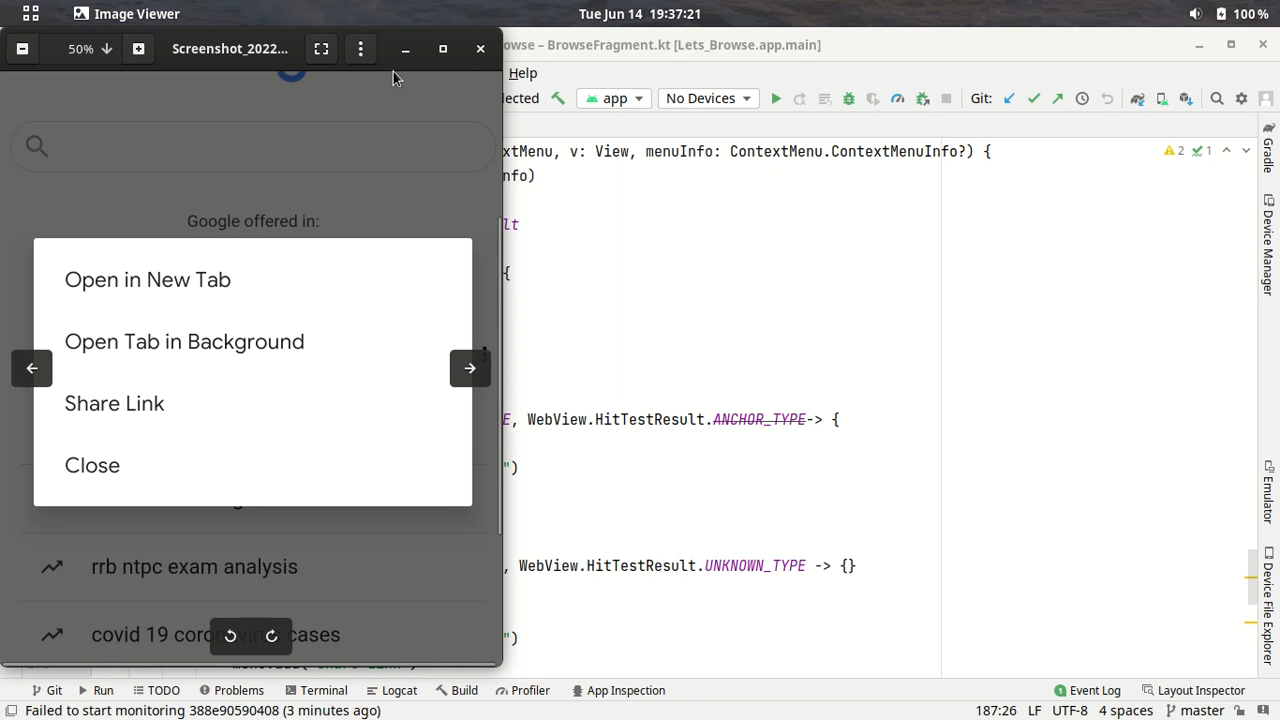 Image Viewer
Tue Jun 14 19:37:21
100 %
50%
Screenshot_2022...
owse – BrowseFragment.kt [Lets_Browse.app.main]
Help
lected
app
No Devices
Git:
xtMenu, v: View, menuInfo: ContextMenu.ContextMenuInfo?) {
2
1
nfo)
lt
{
Google offered in:
Open in New Tab
Open Tab in Background
Share Link
Close
E, WebView.HitTestResult.ANCHOR_TYPE-> {
")
, WebView.HitTestResult.UNKNOWN_TYPE -> {}
")
rrb ntpc exam analysis
covid 19 coronavirus cases
Gradle
Device Manager
Emulator
Device File Explorer
Git
Run
TODO
Problems
Terminal
Logcat
Build
Profiler
App Inspection
1
Event Log
Layout Inspector
Failed to start monitoring 388e90590408 (3 minutes ago)
187:26
LF
UTF-8
4 spaces
master